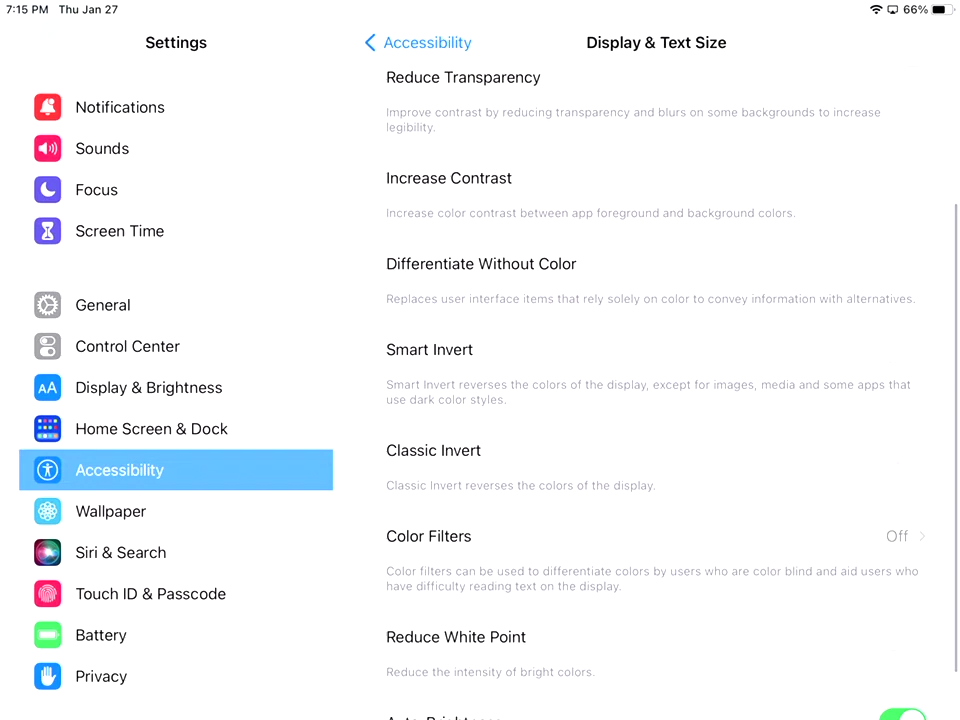 7:15 PM Thu Jan 27
66%
Settings
Notifications
Sounds
Focus
Screen Time
General
Control Center
AA Display & Brightness
Home Screen & Dock
Accessibility
Wallpaper
Siri & Search
Touch ID & Passcode
Battery
Privacy
Accessibility
Display & Text Size
Reduce Transparency
Improve contrast by reducing transparency and blurs on some backgrounds to increase
legibility.
Increase Contrast
Increase color contrast between app foreground and background colors.
Differentiate Without Color
Replaces user interface items that rely solely on color to convey information with alternatives.
Smart Invert
Smart Invert reverses the colors of the display, except for images, media and some apps that
use dark color styles.
Classic Invert
Classic Invert reverses the colors of the display.
Color Filters Off
Color filters can be used to differentiate colors by users who are color blind and aid users who
have difficulty reading text on the display.
Reduce White Point
Reduce the intensity of bright colors.
Auto-Brightness